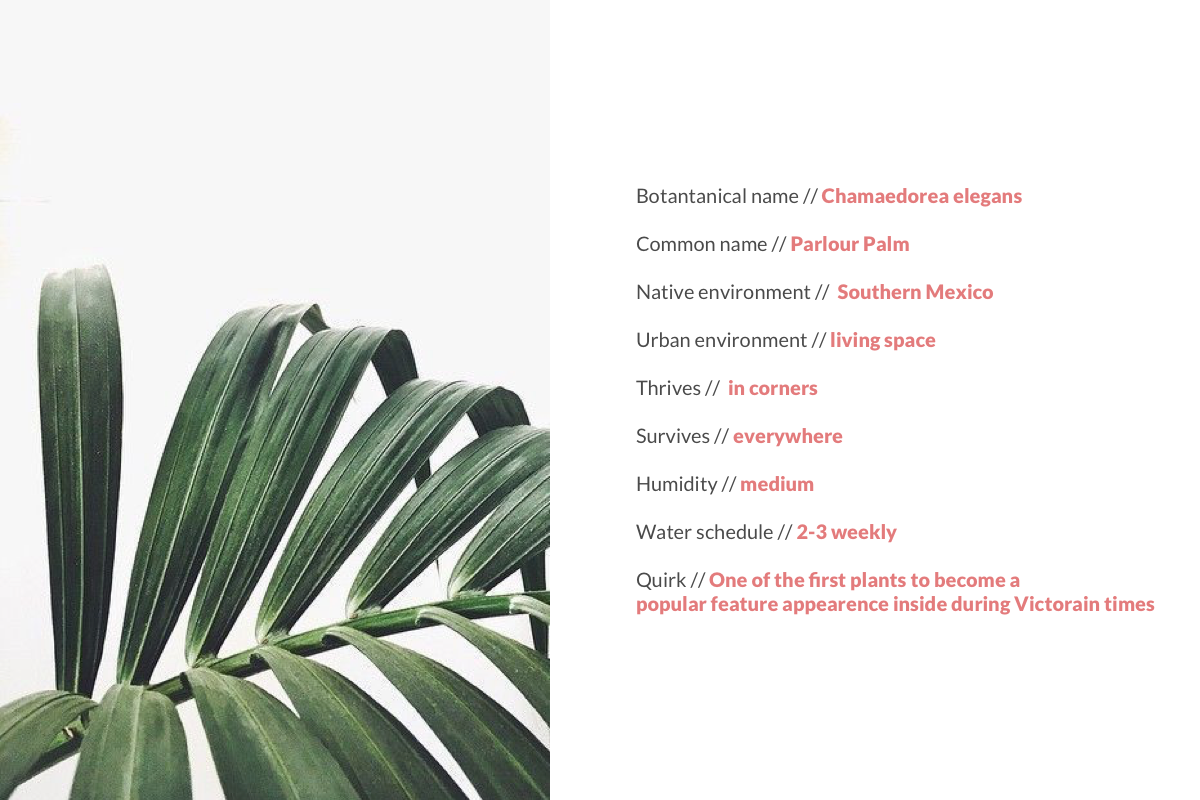 Botantanical name // Chamaedorea elegans
Common name // Parlour Palm
Native environment // Southern Mexico
Urban environment // living space
Thrives // in corners
Survives // everywhere
Humidity // medium
Water schedule // 2-3 weekly
Quirk // One of the first plants to become a
popular feature appearence inside during Victorain times